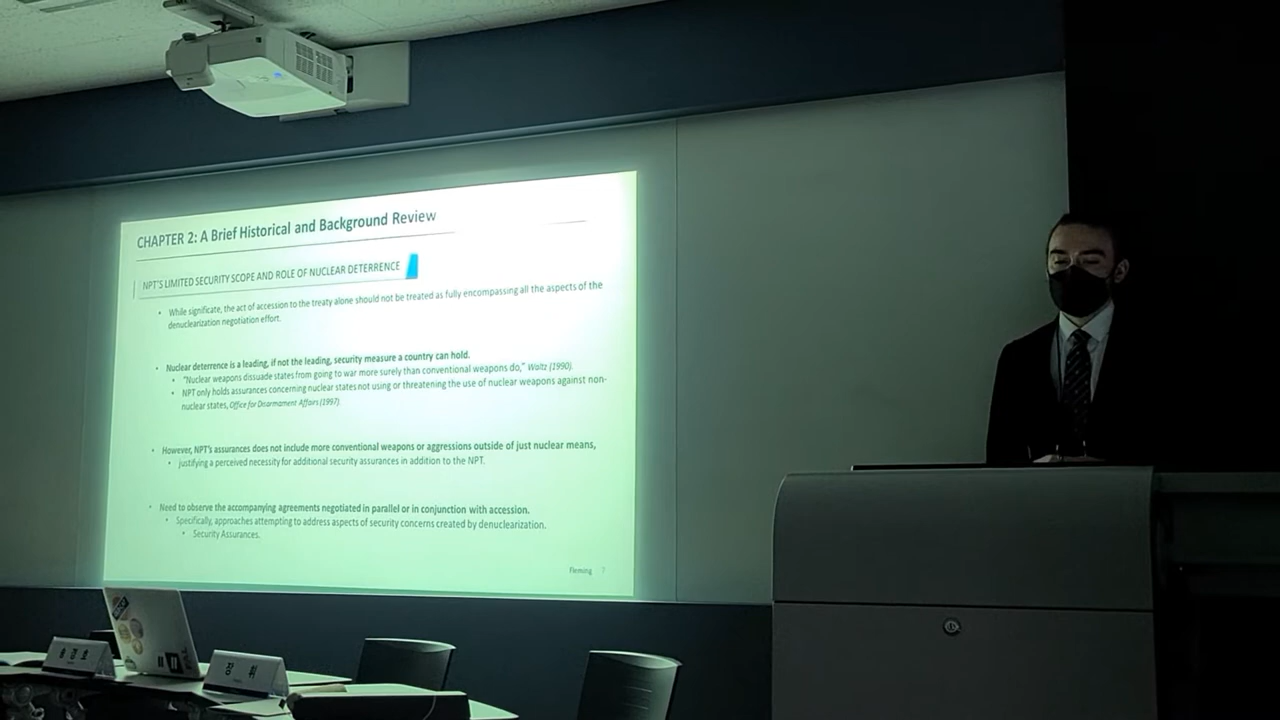 CHAPTER 2: A Brief Historical and Background Review
NPT'S LIMITED SECURITY SCOPE AND ROLE OF NUCLEAR DETERRENCE
• While significant, the act of accession to the treaty alone should not be treated as fully encompassing all the aspects of the
denuclearization negotiation effort.
• Nuclear deterrence is a leading, if not the leading, security measure a country can hold.
• "Nuclear weapons dissuade states from going to war more surely than conventional weapons do," Waltz (1990).
• NPT only holds assurances concerning nuclear states not using or threatening the use of nuclear weapons against non-
nuclear states, Office for Disarmament Affairs (1997).
• However, NPT's assurances does not include more conventional weapons or aggressions outside of just nuclear means,
• justifying a perceived necessity for additional security assurances in addition to the NPT.
• Need to observe the accompanying agreements negotiated in parallel or in conjunction with accession.
• Specifically, approaches attempting to address aspects of security concerns created by denuclearization.
• Security Assurances.
Fleming 7